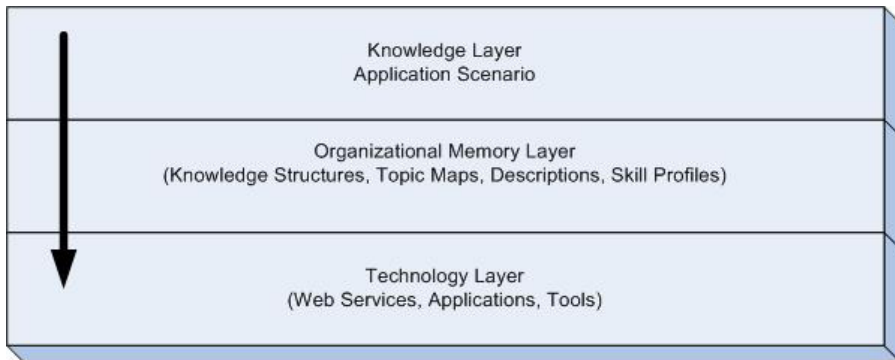 Knowledge Layer
Application Scenario
Organizational Memory Layer
(Knowledge Structures, Topic Maps, Descriptions, Skill Profiles)
Technology Layer
(Web Services, Applications, Tools)